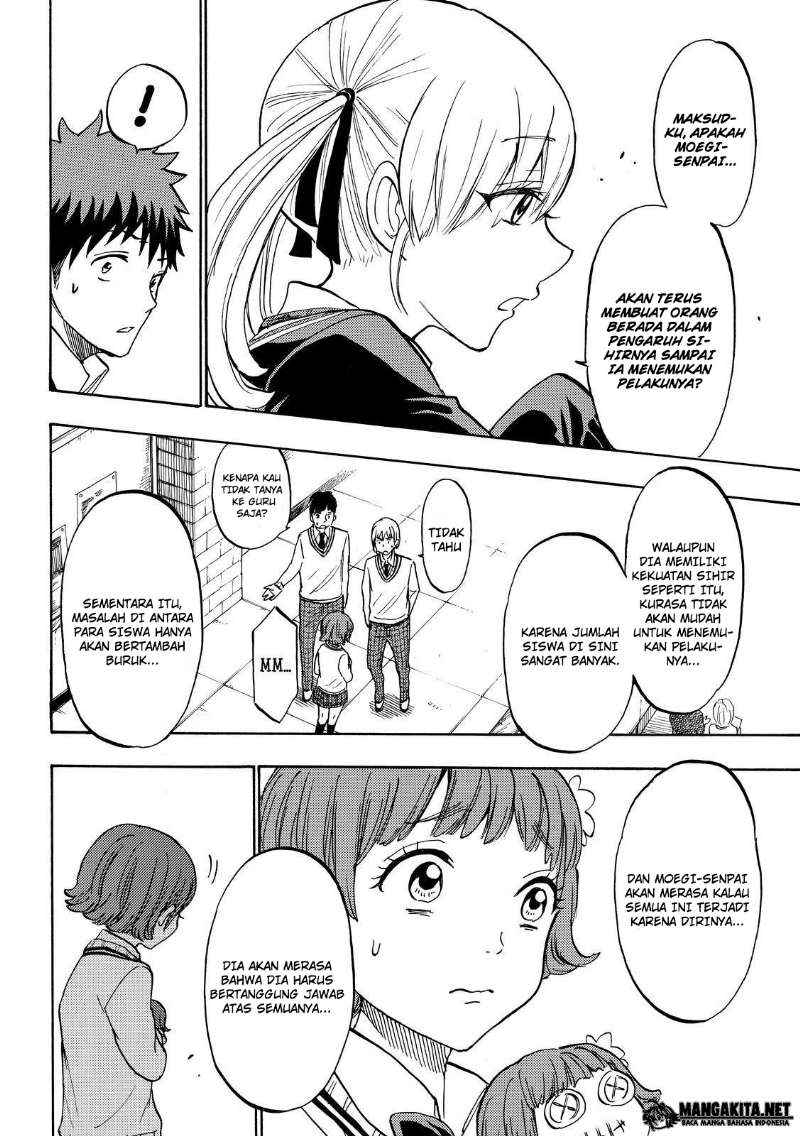 MAKSUD-
KU, APAKAH
MOEGI-
SENPAI...
!
AKAN TERUS
MEMBUAT ORANG
BERADA DALAM
PENGARUH SI-
HIRNYA SAMPAI
IA MENEMUKAN
PELAKUNYA?
WALAUPUN
DIA MEMILIKI
KEKUATAN SIHIR
SEPERTI ITU,
KURASA TIDAK
AKAN MUDAH
UNTUK MENEMU-
KAN PELAKU-
NYA...
KARENA JUMLAH
SISWA DI SINI
SANGAT BANYAK.
TIDAK
TAHU
KENAPA KAU
TIDAK TANYA
KE GURU
SAJA?
MM...
SEMENTARA ITU,
MASALAH DI ANTARA
PARA SISWA HANYA
AKAN BERTAMBAH
BURUK...
DAN MOEGI-SENPAI
AKAN MERASA KALAU
SEMUA INI TERJADI
KARENA DIRINYA...
DIA AKAN MERASA
BAHWA DIA HARUS
BERTANGGUNG JAWAB
ATAS SEMUANYA...
MANGAKITA.NET
BACA MANGA BAHASA INDONESIA